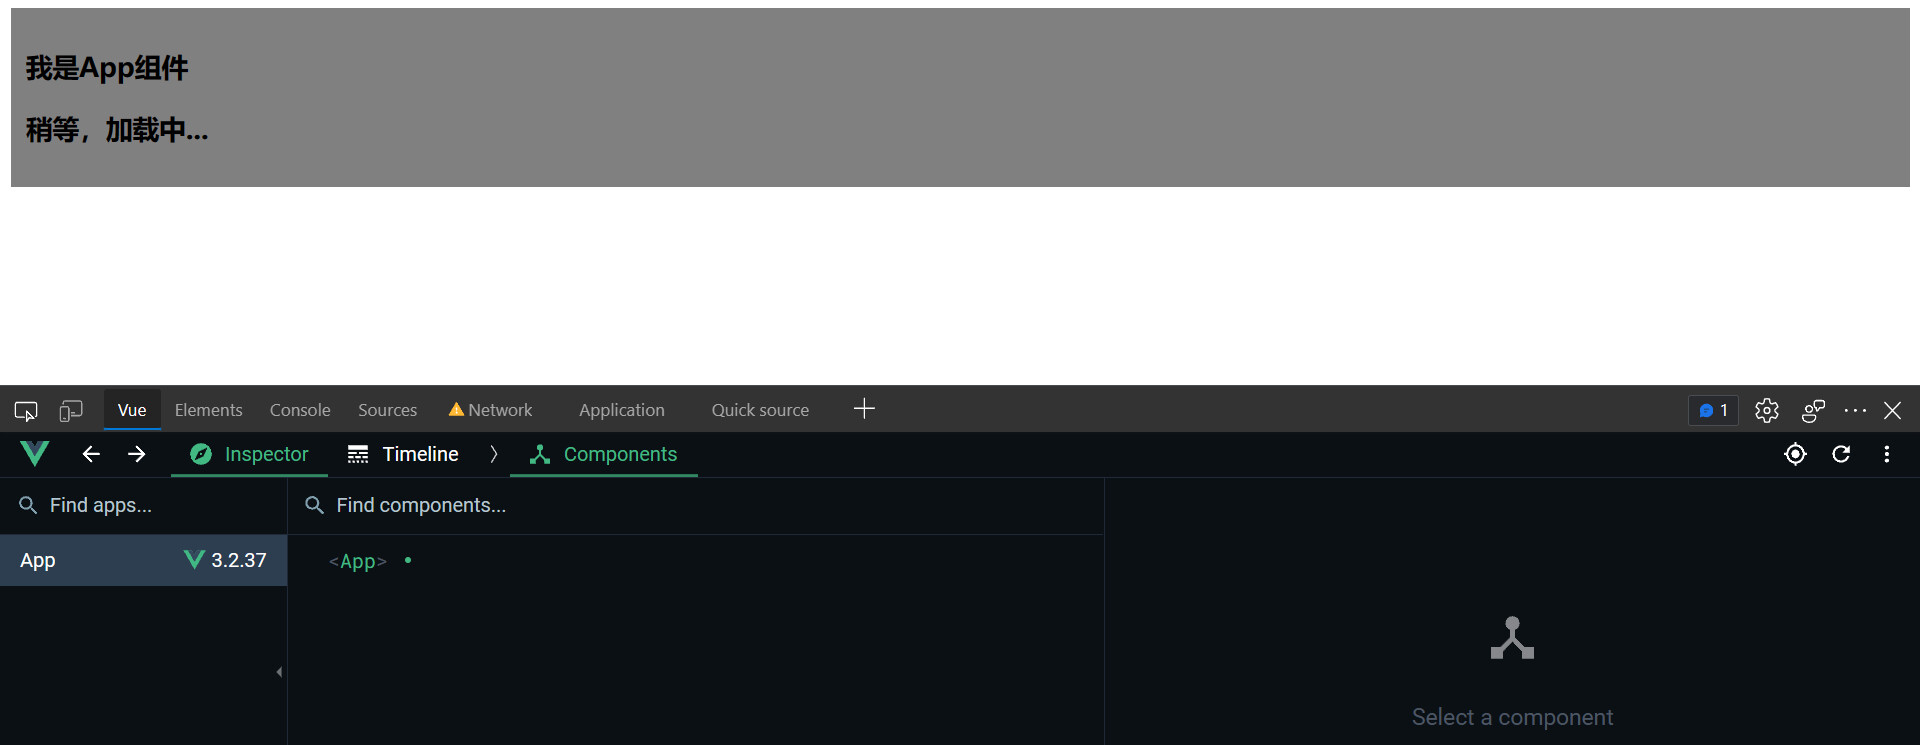 我是App组件
稍等，加载中...
Vue Elements Console Sources Network Application Quick source 1
Inspector Timeline Components
Find apps... Find components...
App 3.2.37 <App>
Select a component